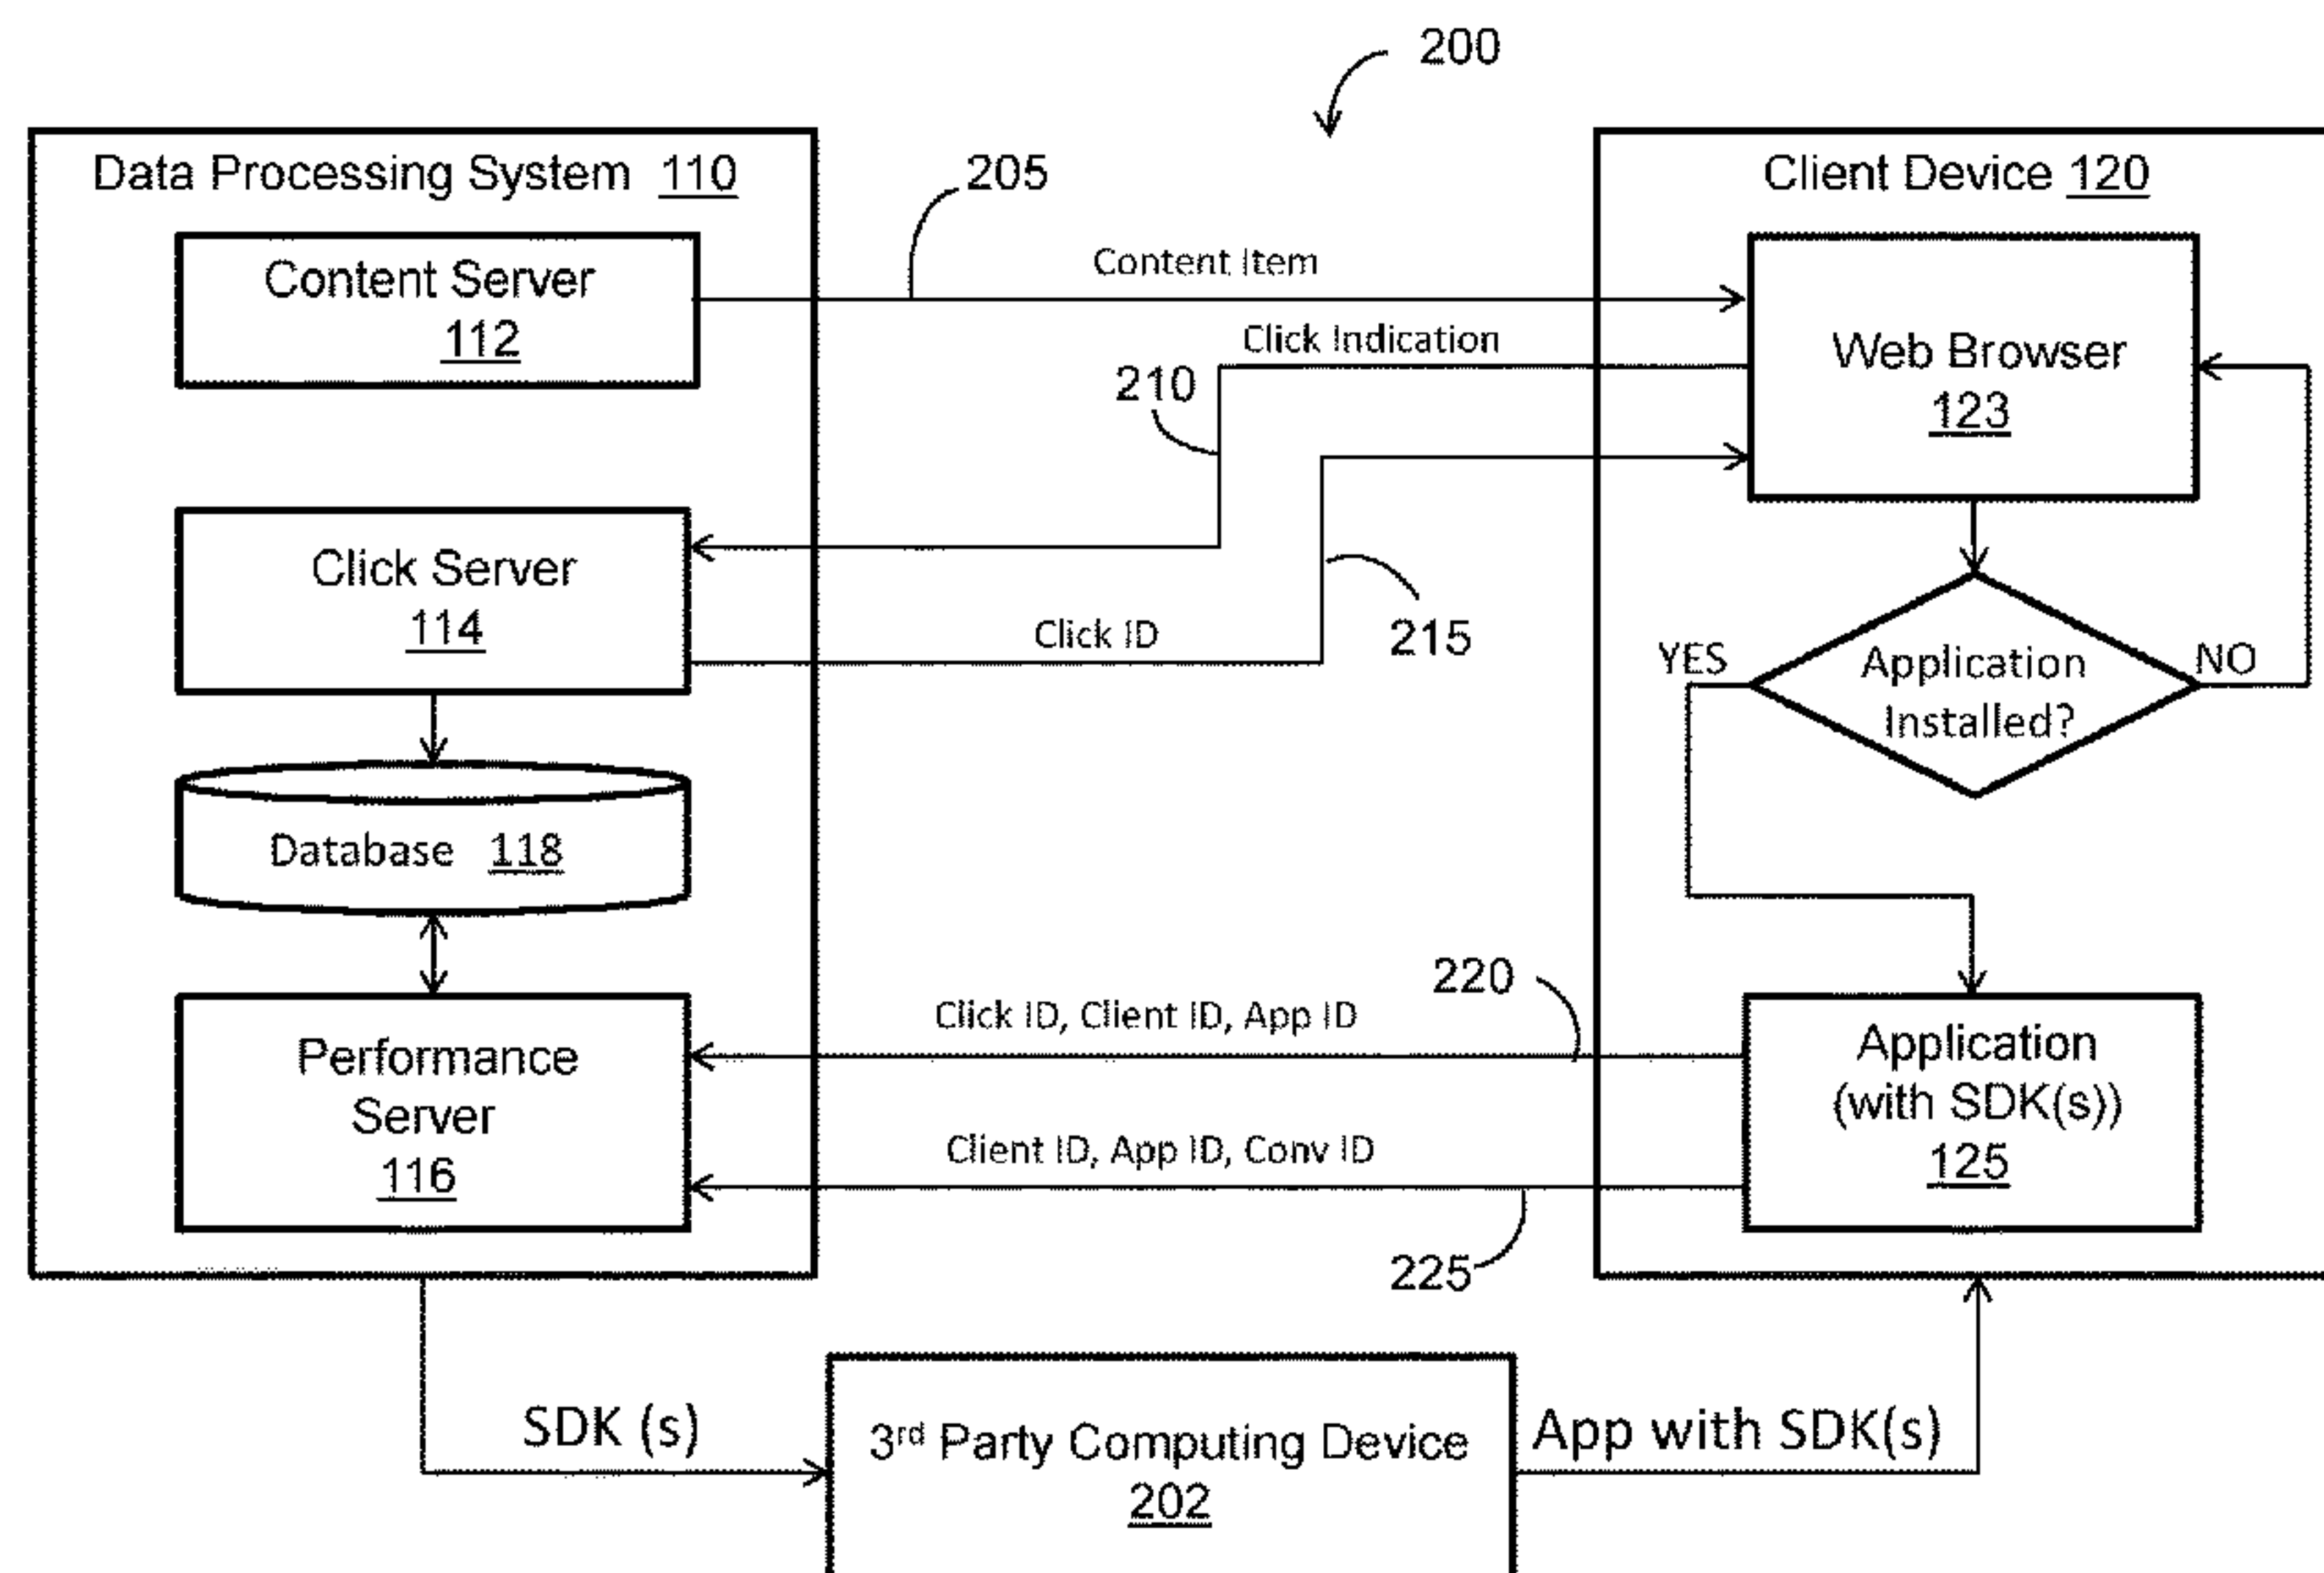 200
Data Processing System 110
205
Client Device 120
Content Server
112
Content Item
Click Indication
Web Browser
123
210
Click Server
114
Click ID
215
YES
Application
Installed?
NO
Database 118
220
Click ID, Client ID, App ID
Performance
Server
116
Application
(with SDK(s))
125
Client ID, App ID, Conv ID
225
SDK (s)
3rd Party Computing Device
202
App with SDK(s)